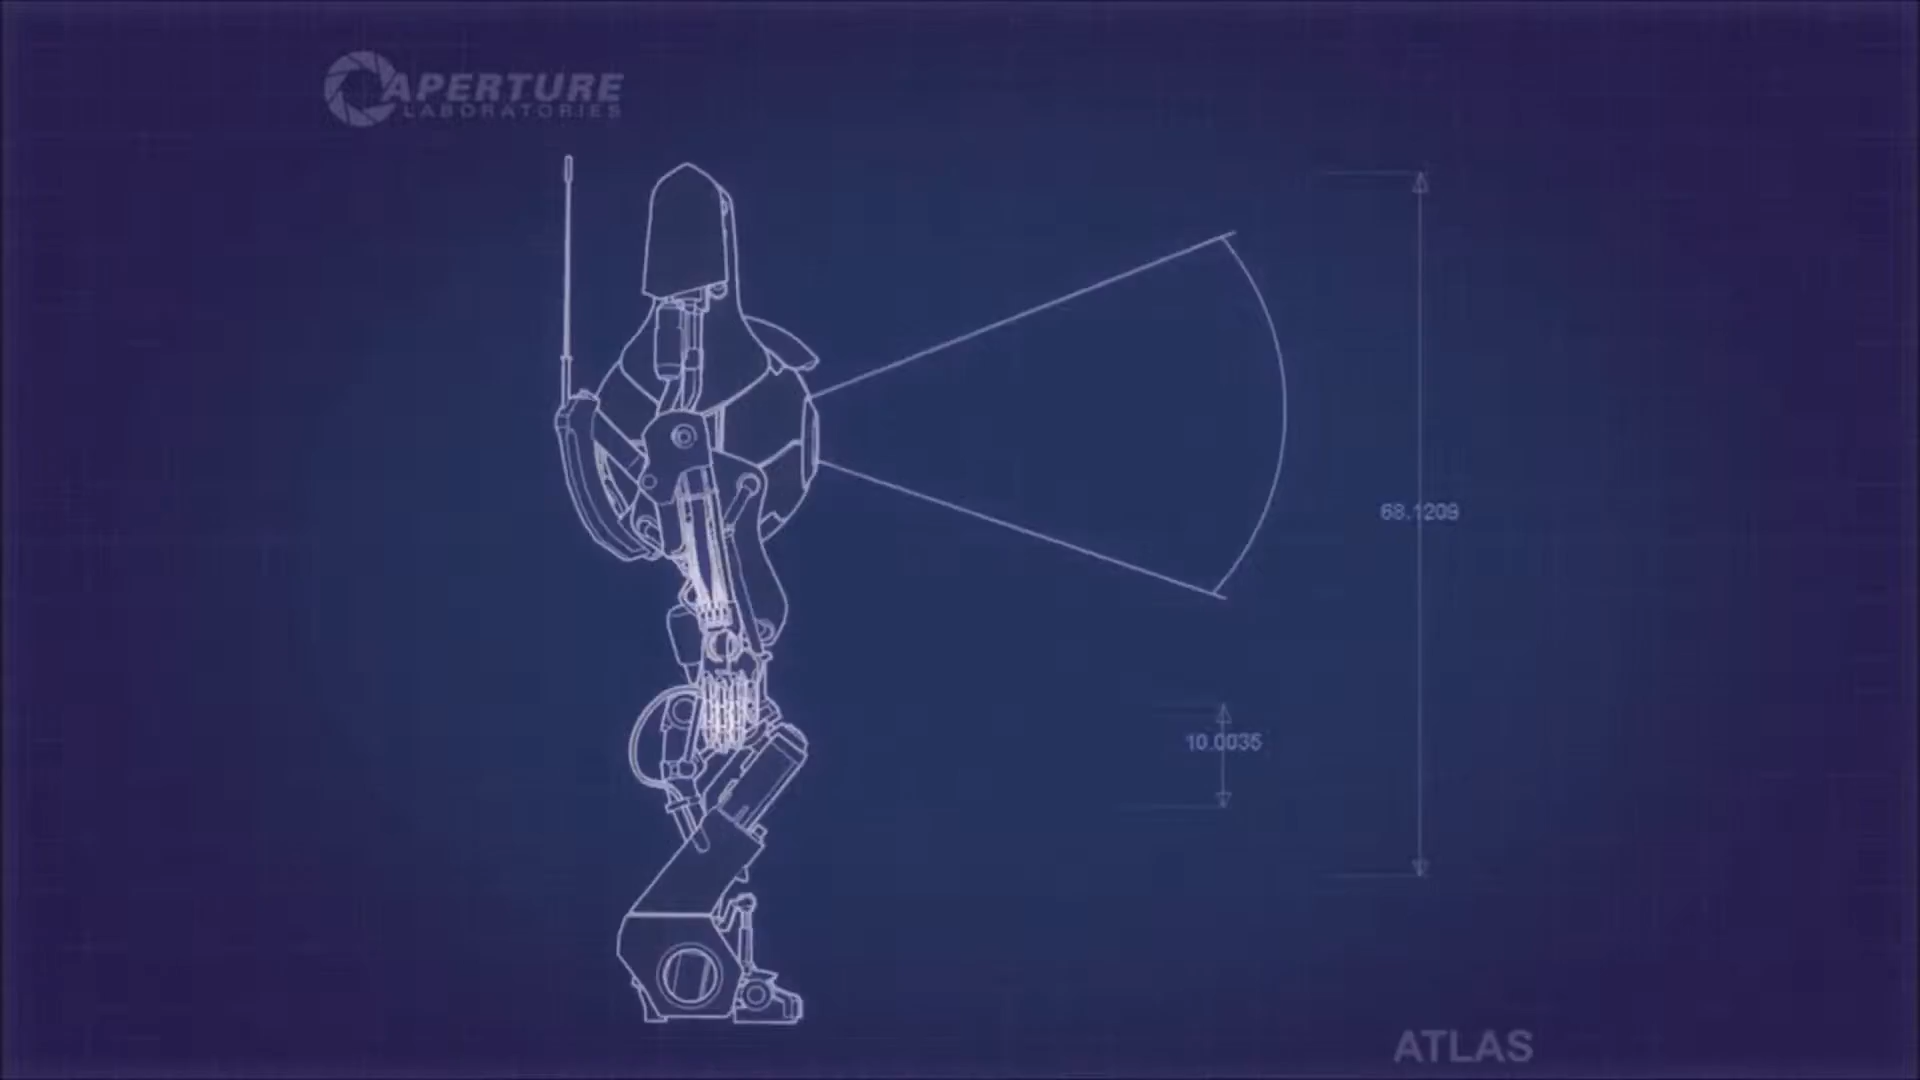 APERTURE
LABORATORIES
68.1209
10.0035
ATLAS